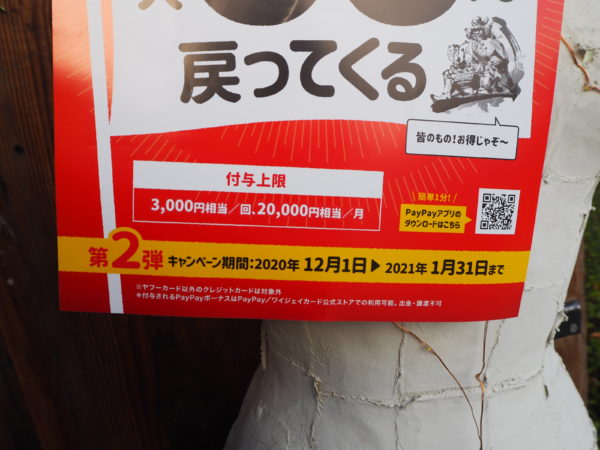 戻ってくる
皆のもの!お得じゃぞ〜
付与上限
3,000円相当/回、20,000円相当/月
簡単1分!
PayPayアプリの
ダウンロードはこちら
第2弾 キャンペーン期間:2020年 12月1日▶2021年 1月31日まで
※ヤフーカード以外のクレジットカードは対象外
※付与されるPayPayボーナスはPayPay/ワイジェイカード公式ストアでの利用可能。出金・譲渡不可